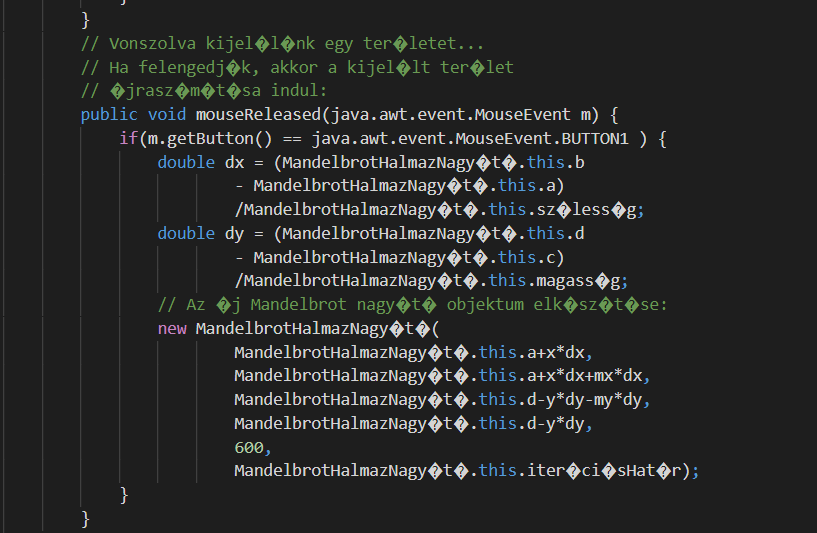 }
}
// Vonszolva kijel�l�nk egy ter�letet...
// Ha felengedj�k, akkor a kijel�lt ter�let
// �jrasz�m�t�sa indul:
public void mouseReleased(java.awt.event.MouseEvent m) {
if(m.getButton() == java.awt.event.MouseEvent.BUTTON1 ) {
double dx = (MandelbrotHalmazNagy�t�.this.b
- MandelbrotHalmazNagy�t�.this.a)
/MandelbrotHalmazNagy�t�.this.sz�less�g;
double dy = (MandelbrotHalmazNagy�t�.this.d
- MandelbrotHalmazNagy�t�.this.c)
/MandelbrotHalmazNagy�t�.this.magass�g;
// Az �j Mandelbrot nagy�t� objektum elk�sz�t�se:
new MandelbrotHalmazNagy�t�(
MandelbrotHalmazNagy�t�.this.a+x*dx,
MandelbrotHalmazNagy�t�.this.a+x*dx+mx*dx,
MandelbrotHalmazNagy�t�.this.d-y*dy-my*dy,
MandelbrotHalmazNagy�t�.this.d-y*dy,
600,
MandelbrotHalmazNagy�t�.this.iter�ci�sHat�r);
}
}